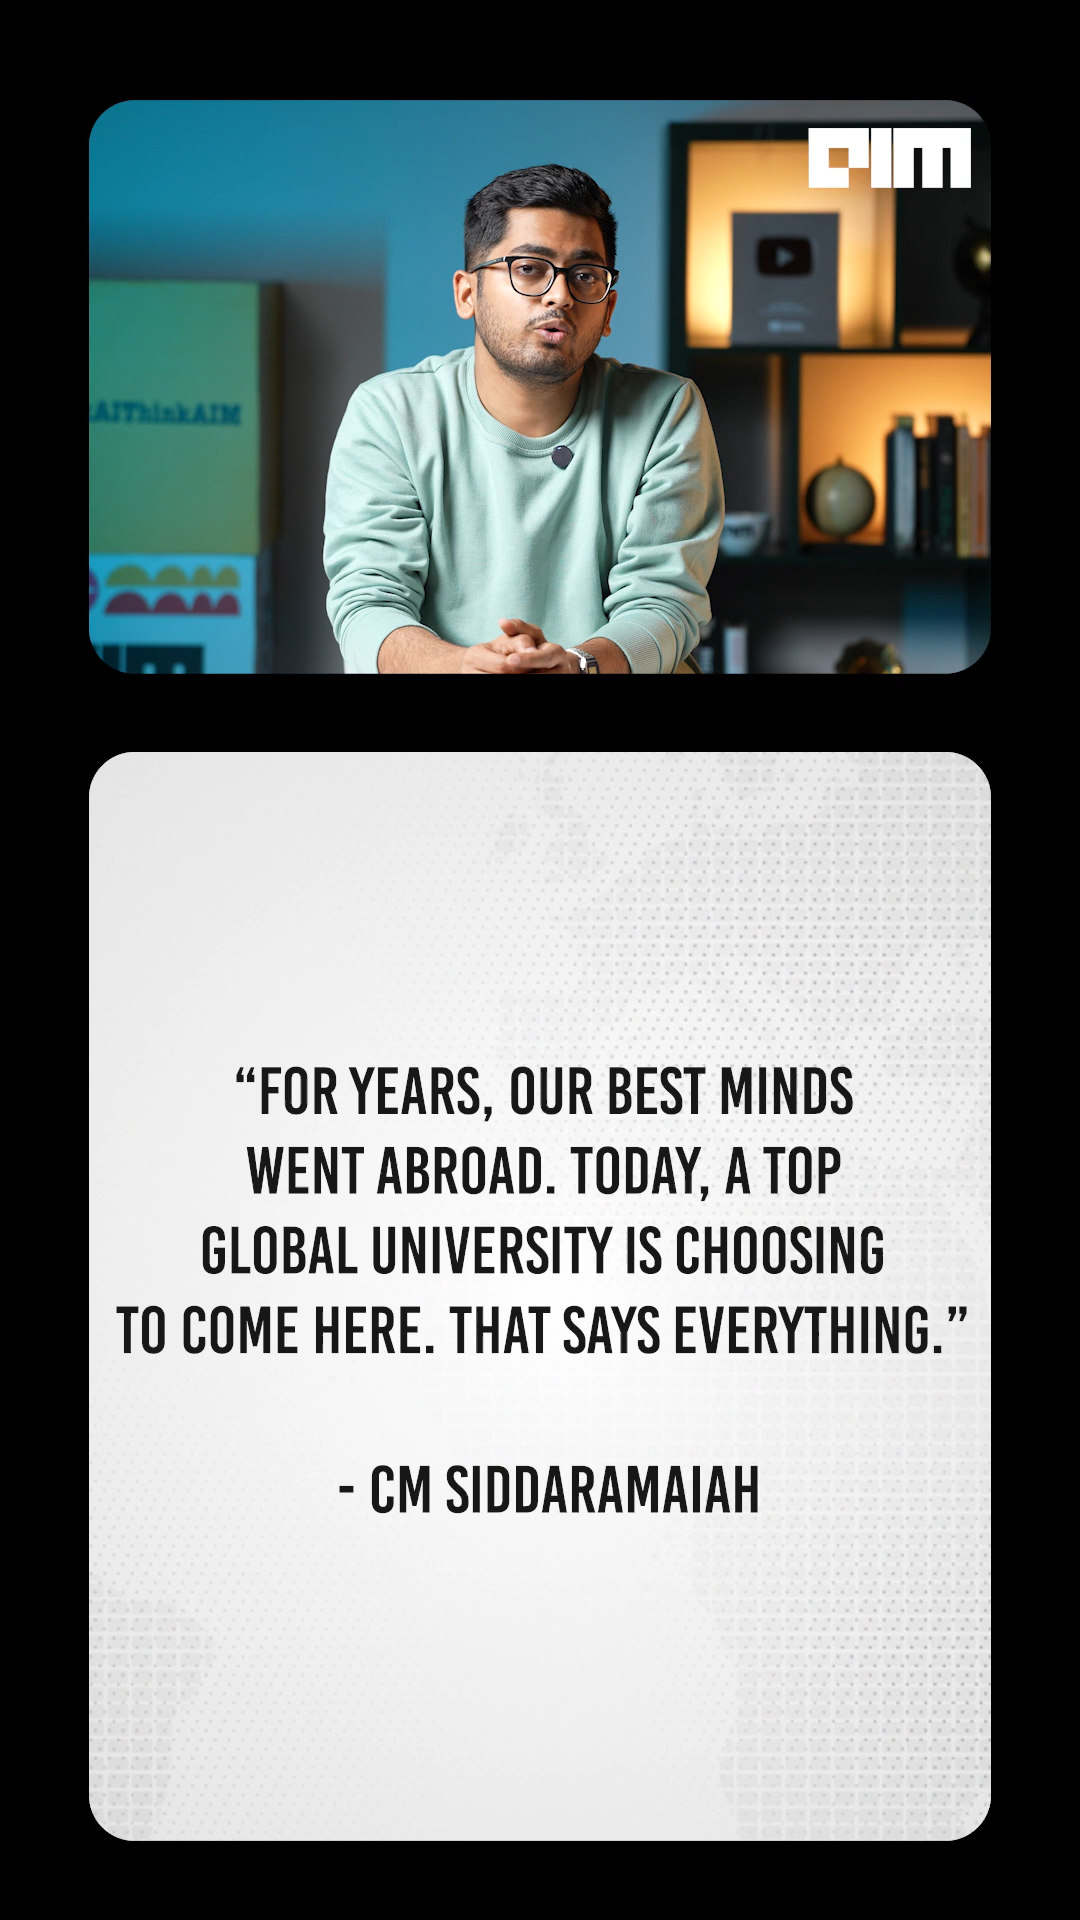 AIM
AIThinkAIM
“FOR YEARS, OUR BEST MINDS
WENT ABROAD. TODAY, A TOP
GLOBAL UNIVERSITY IS CHOOSING
TO COME HERE. THAT SAYS EVERYTHING.”
- CM SIDDARAMAIAH